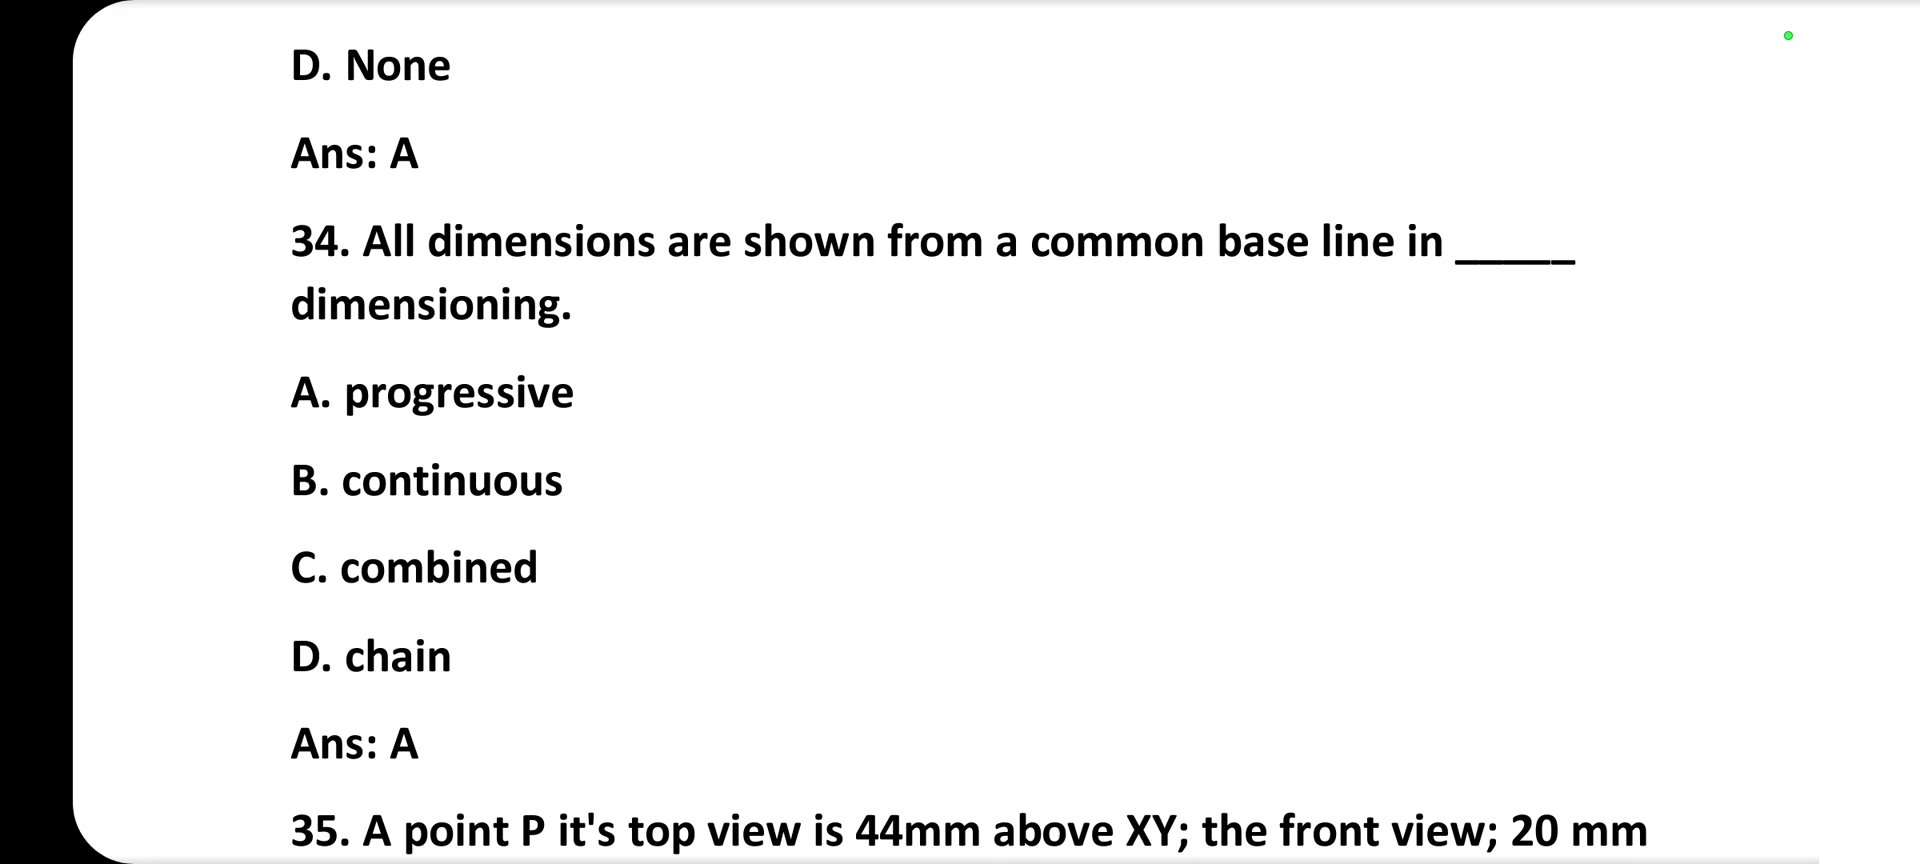 D. None
Ans: A
34. All dimensions are shown from a common base line in _____
dimensioning.
A. progressive
B. continuous
C. combined
D. chain
Ans: A
35. A point P it's top view is 44mm above XY; the front view; 20 mm